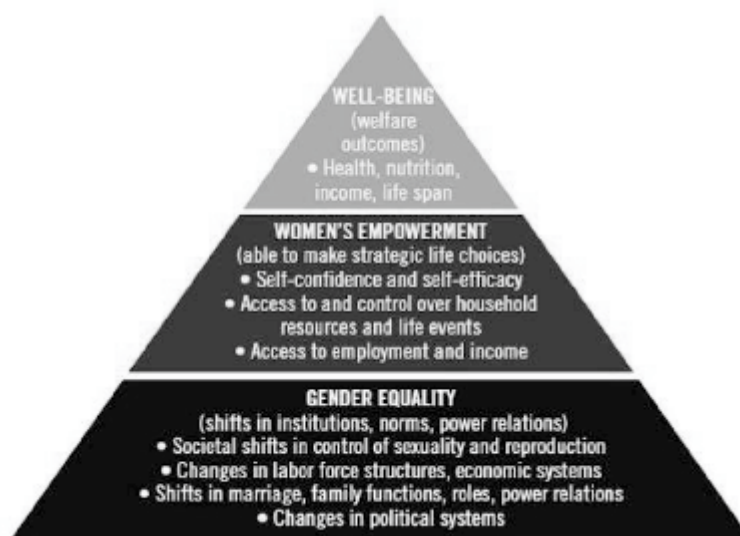 WELL-BEING
(welfare
outcomes)
• Health, nutrition,
income, life span
WOMEN'S EMPOWERMENT
(able to make strategic life choices)
• Self-confidence and self-efficacy
• Access to and control over household
resources and life events
• Access to employment and income
GENDER EQUALITY
(shifts in institutions, norms, power relations)
• Societal shifts in control of sexuality and reproduction
• Changes in labor force structures, economic systems
• Shifts in marriage, family functions, roles, power relations
• Changes in political systems